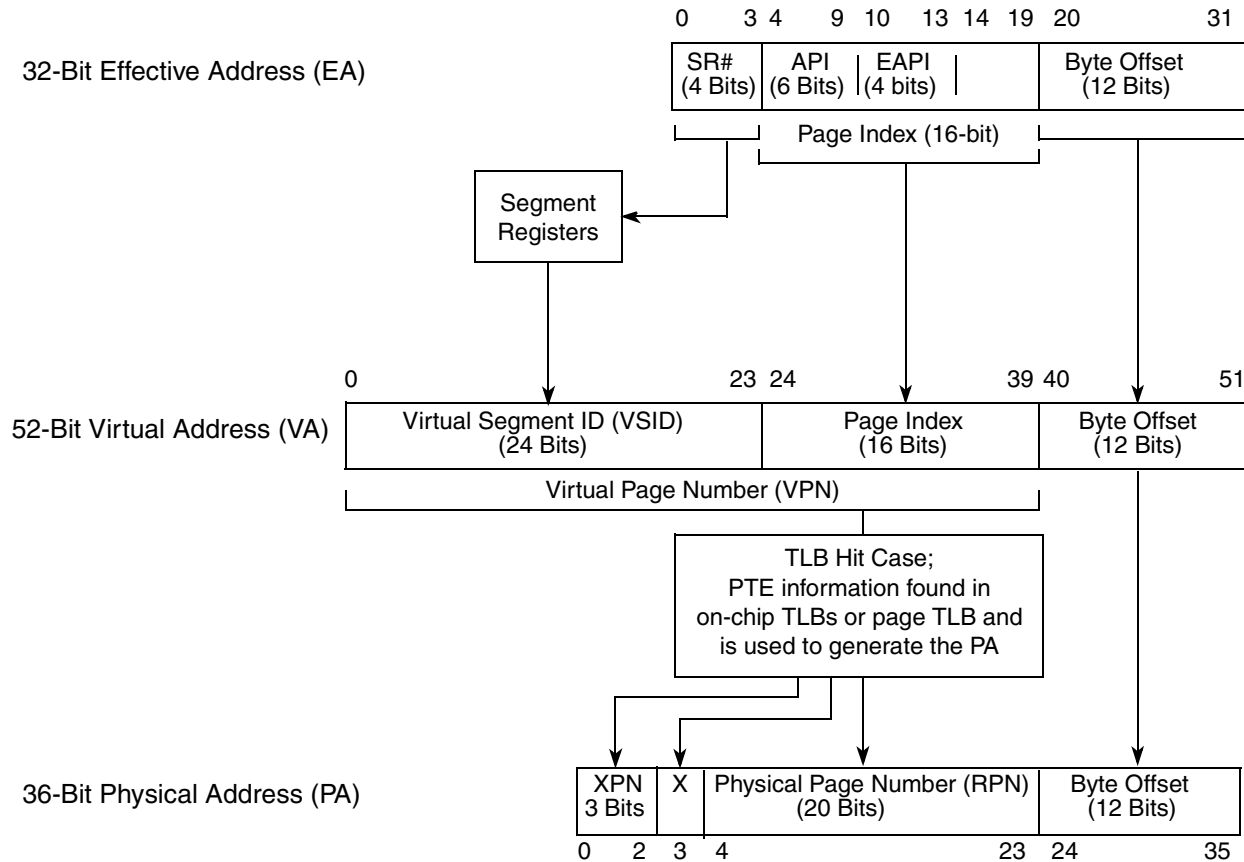 0 3 4 9 10 13 14 19 20 31
32-Bit Effective Address (EA)
SR#
(4 Bits)
API
(6 Bits)
EAPI
(4 bits)
Byte Offset
(12 Bits)
Page Index (16-bit)
Segment
Registers
0 23 24 39 40 51
52-Bit Virtual Address (VA)
Virtual Segment ID (VSID)
(24 Bits)
Page Index
(16 Bits)
Byte Offset
(12 Bits)
Virtual Page Number (VPN)
TLB Hit Case;
PTE information found in
on-chip TLBs or page TLB and
is used to generate the PA
36-Bit Physical Address (PA)
XPN
3 Bits
X
Physical Page Number (RPN)
(20 Bits)
Byte Offset
(12 Bits)
0 2 3 4 23 24 35